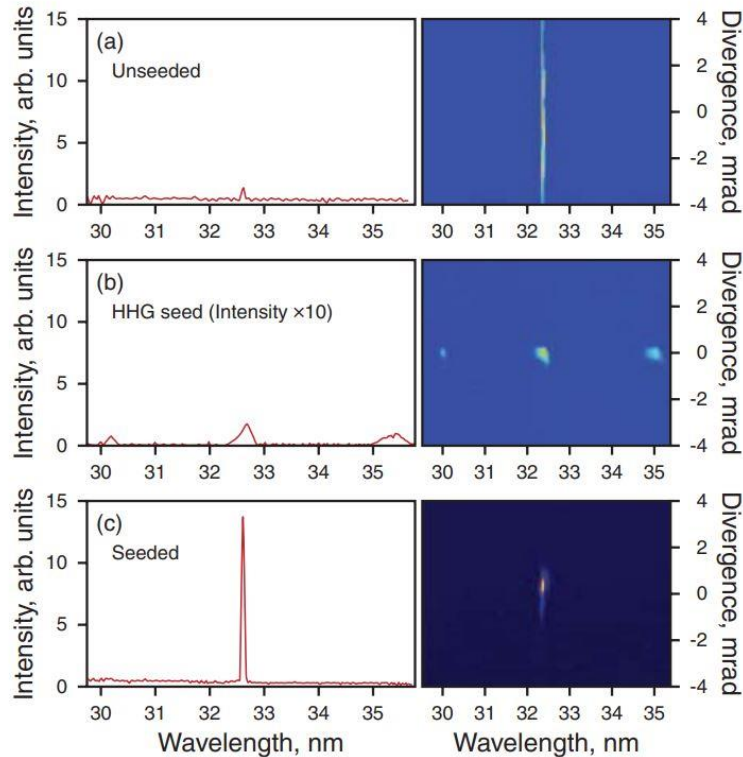 (a)
Unseeded
Intensity, arb. units
15
10
5
0
30 31 32 33 34 35
30 31 32 33 34 35
4
2
0
-2
-4
Divergence, mrad
(b)
HHG seed (Intensity ×10)
Intensity, arb. units
15
10
5
0
30 31 32 33 34 35
30 31 32 33 34 35
4
2
0
-2
-4
Divergence, mrad
(c)
Seeded
Intensity, arb. units
15
10
5
0
30 31 32 33 34 35
Wavelength, nm
30 31 32 33 34 35
Wavelength, nm
4
2
0
-2
-4
Divergence, mrad